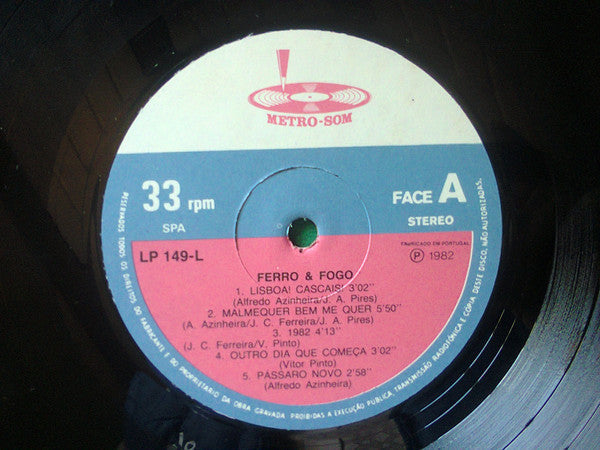 METRO-SOM
33 rpm
SPA
FACE A
STEREO
LP 149-L
FABRICADO EM PORTUGAL
Ⓟ 1982
FERRO & FOGO
1. LISBOA! CASCAIS! 3'02''
(Alfredo Azinheira/J. A. Pires)
2. MALMEQUER BEM ME QUER 5'50''
(A. Azinheira/J. C. Ferreira/J. A. Pires)
3. 1982 4'13''
(J. C. Ferreira/V. Pinto)
4. OUTRO DIA QUE COMEÇA 3'02''
(Vitor Pinto)
5. PÁSSARO NOVO 2'58''
(Alfredo Azinheira)
RESERVADOS TODOS OS DIREITOS DO FABRICANTE E DO PROPRIETÁRIO DA OBRA GRAVADA. PROIBIDAS A EXECUÇÃO PÚBLICA, TRANSMISSÃO RADIOFÓNICA E CÓPIA DESTE DISCO, NÃO AUTORIZADAS.